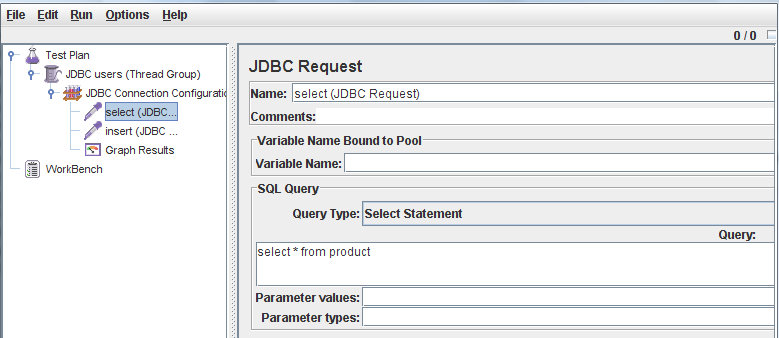 File Edit Run Options Help
0 / 0
Test Plan
JDBC users (Thread Group)
JDBC Connection Configuratio
select (JDBC...
insert (JDBC ...
Graph Results
WorkBench
JDBC Request
Name: select (JDBC Request)
Comments:
Variable Name Bound to Pool
Variable Name:
SQL Query
Query Type: Select Statement
Query:
select * from product
Parameter values:
Parameter types: